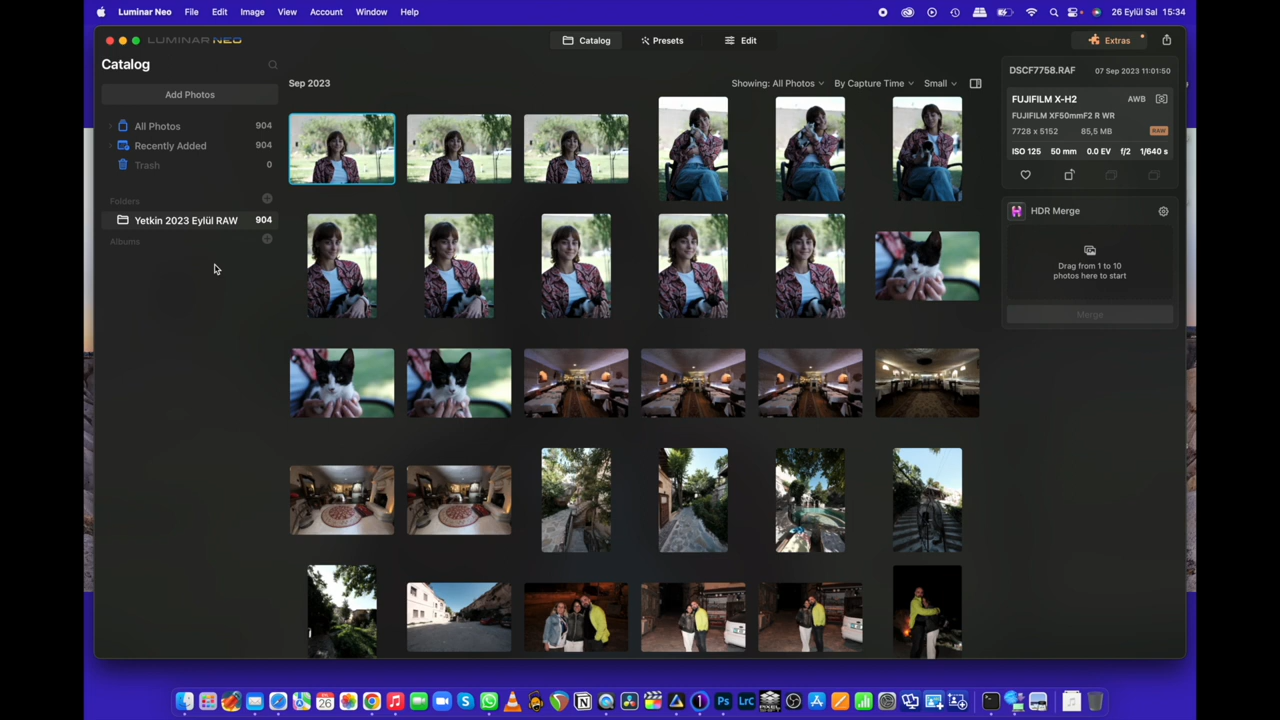 Luminar Neo File Edit Image View Account Window Help 26 Eylül Sal 15:34
LUMINAR NEO Catalog Presets Edit Extras
Catalog
Add Photos
All Photos 904
Recently Added 904
Trash 0
Folders
Yetkin 2023 Eylül RAW 904
Albums
Sep 2023 Showing: All Photos By Capture Time Small
DSCF7758.RAF 07 Sep 2023 11:01:50
FUJIFILM X-H2 AWB
FUJIFILM XF50mmF2 R WR
7728 x 5152 85,5 MB RAW
ISO 125 50 mm 0.0 EV f/2 1/640 s
HDR Merge
Drag from 1 to 10
photos here to start
Merge
26 Ps LrC